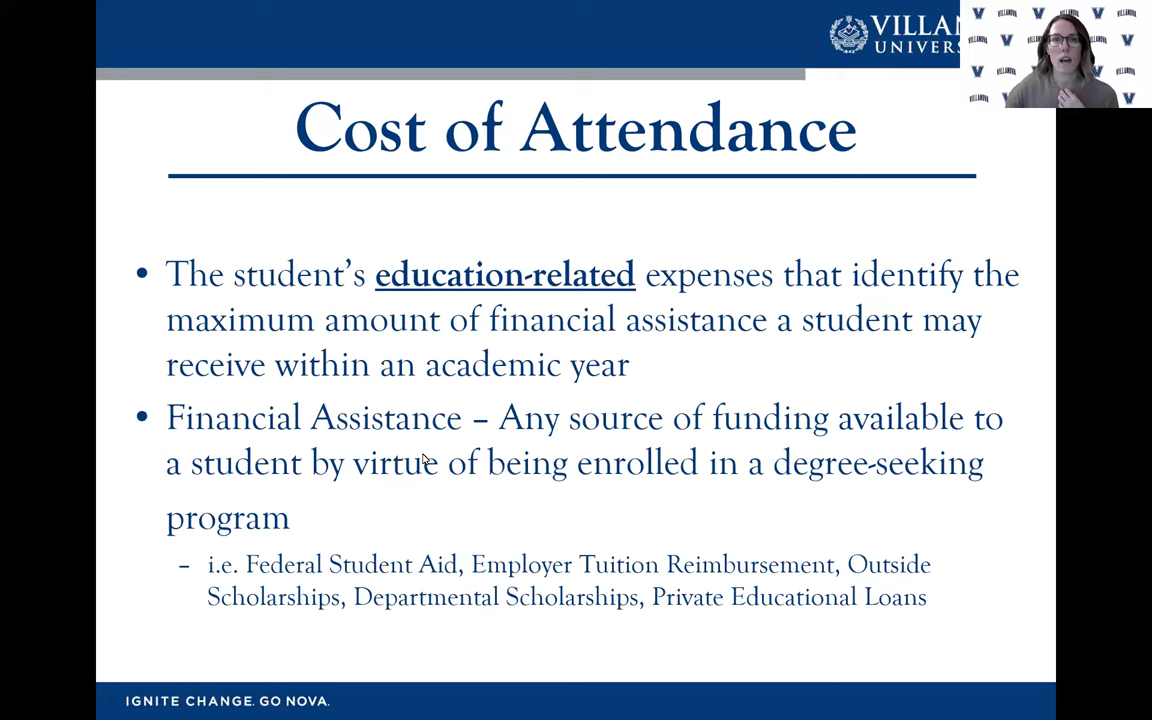 VILLAN
UNIVERS
Cost of Attendance
• The student's education-related expenses that identify the
maximum amount of financial assistance a student may
receive within an academic year
• Financial Assistance – Any source of funding available to
a student by virtue of being enrolled in a degree-seeking
program
– i.e. Federal Student Aid, Employer Tuition Reimbursement, Outside
Scholarships, Departmental Scholarships, Private Educational Loans
IGNITE CHANGE. GO NOVA.